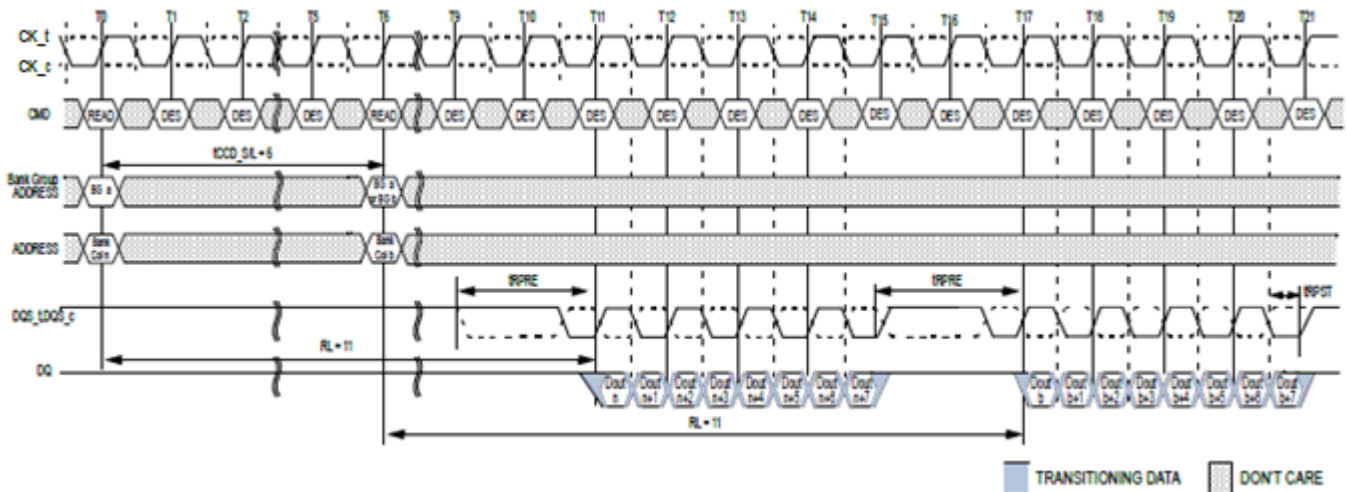 T0 T1 T2 T5 T6 T9 T10 T11 T12 T13 T14 T15 T16 T17 T18 T19 T20 T21
CK_t
CK_c
CMD READ DES DES DES READ DES DES DES DES DES DES DES DES DES DES DES DES DES
tCCD_S/L = 6
Bank Group
ADDRESS BG a BG a
or BG b
ADDRESS Bank
Col n Bank
Col b
tRPRE tRPRE tRPST
DQS_t,DQS_c
RL = 11
DQ
Dout
n Dout
n+1 Dout
n+2 Dout
n+3 Dout
n+4 Dout
n+5 Dout
n+6 Dout
n+7 Dout
b Dout
b+1 Dout
b+2 Dout
b+3 Dout
b+4 Dout
b+5 Dout
b+6 Dout
b+7
RL = 11
TRANSITIONING DATA DON'T CARE